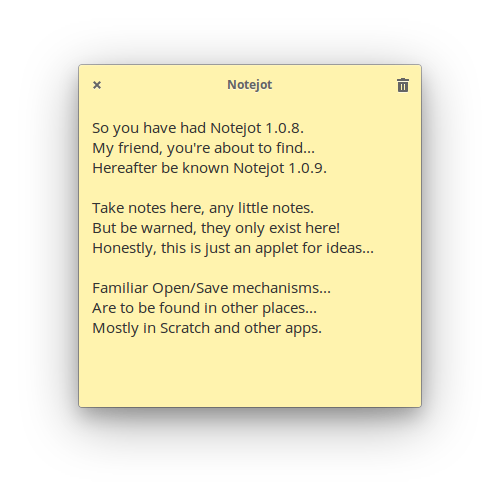 Notejot
So you have had Notejot 1.0.8.
My friend, you're about to find...
Hereafter be known Notejot 1.0.9.
Take notes here, any little notes.
But be warned, they only exist here!
Honestly, this is just an applet for ideas...
Familiar Open/Save mechanisms...
Are to be found in other places...
Mostly in Scratch and other apps.